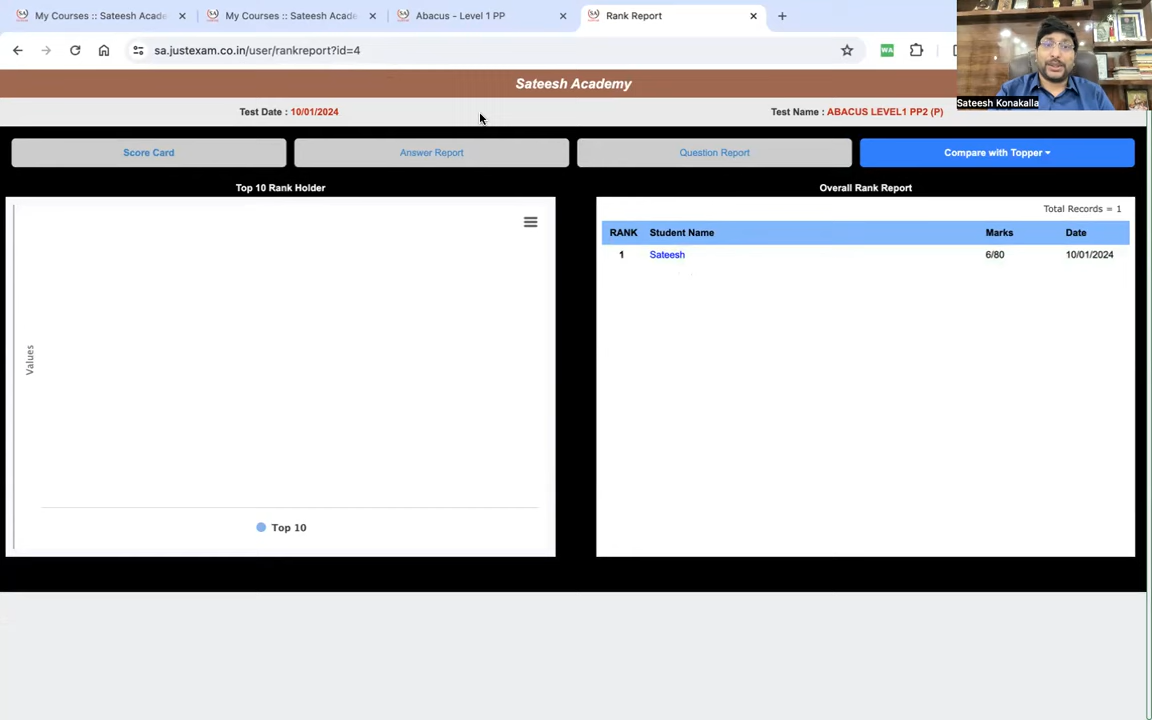 My Courses :: Sateesh Acade
My Courses :: Sateesh Acade
Abacus - Level 1 PP
Rank Report
sa.justexam.co.in/user/rankreport?id=4
WA
Sateesh Konakalla
Sateesh Academy
Test Date : 10/01/2024
Test Name : ABACUS LEVEL1 PP2 (P)
Score Card
Answer Report
Question Report
Compare with Topper
Top 10 Rank Holder
Overall Rank Report
Total Records = 1
RANK Student Name Marks Date
1 Sateesh 6/80 10/01/2024
Values
Top 10